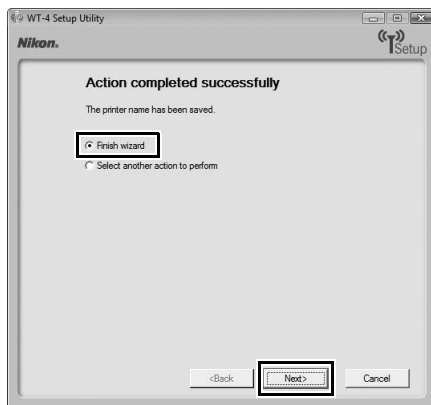 WT-4 Setup Utility
Nikon.
Setup
Action completed successfully
The printer name has been saved.
Finish wizard
Select another action to perform
<Back Next> Cancel